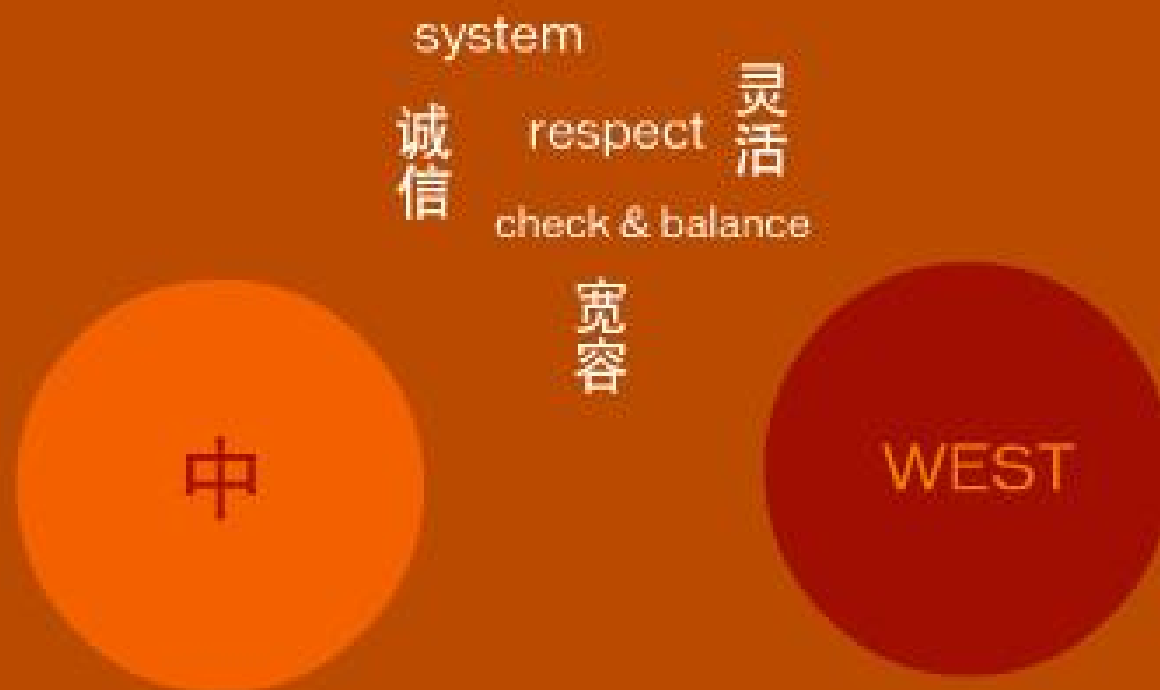 system
灵活
诚信
respect
check & balance
宽容
中
WEST